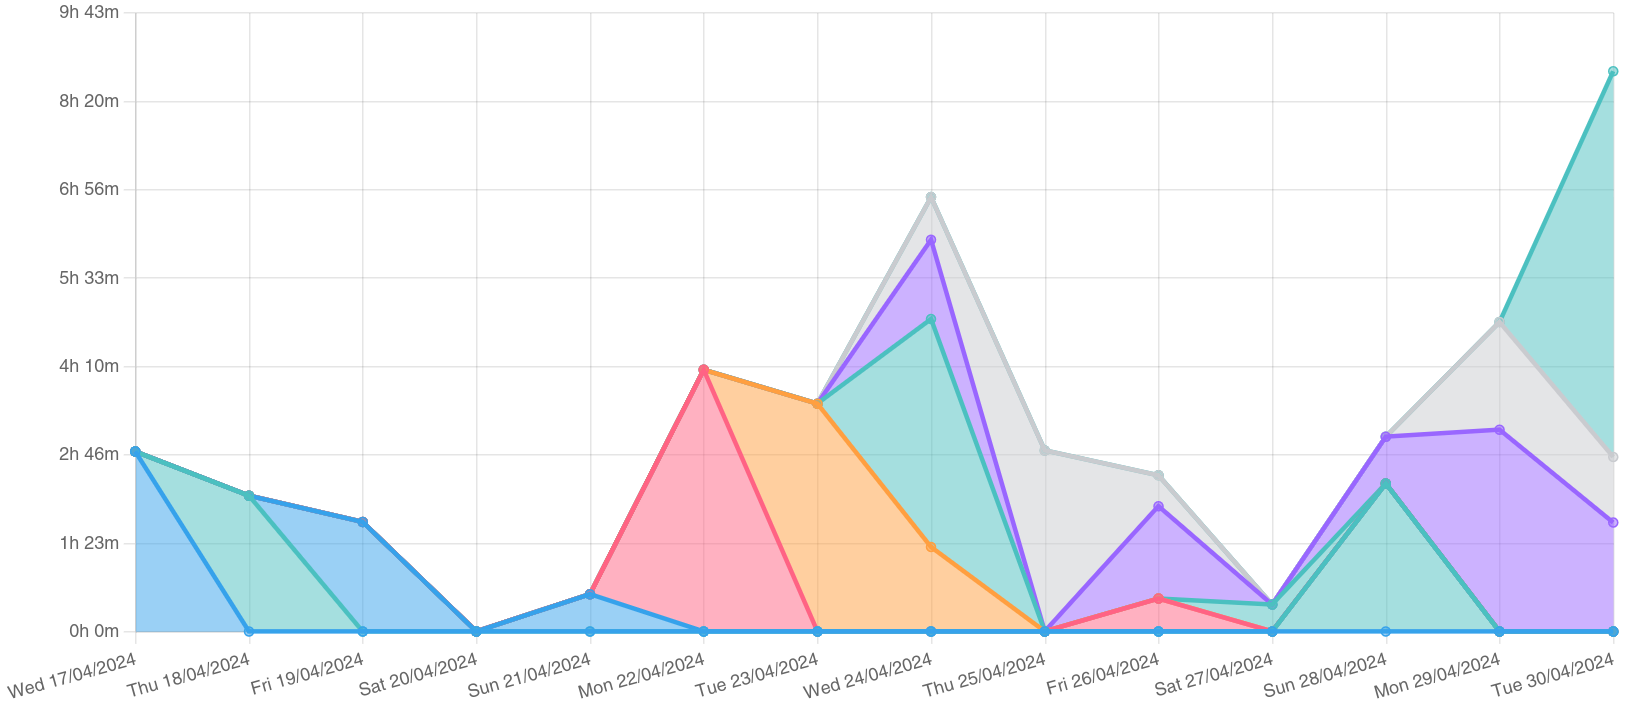 9h 43m
8h 20m
6h 56m
5h 33m
4h 10m
2h 46m
1h 23m
0h 0m
Wed 17/04/2024
Thu 18/04/2024
Fri 19/04/2024
Sat 20/04/2024
Sun 21/04/2024
Mon 22/04/2024
Tue 23/04/2024
Wed 24/04/2024
Thu 25/04/2024
Fri 26/04/2024
Sat 27/04/2024
Sun 28/04/2024
Mon 29/04/2024
Tue 30/04/2024